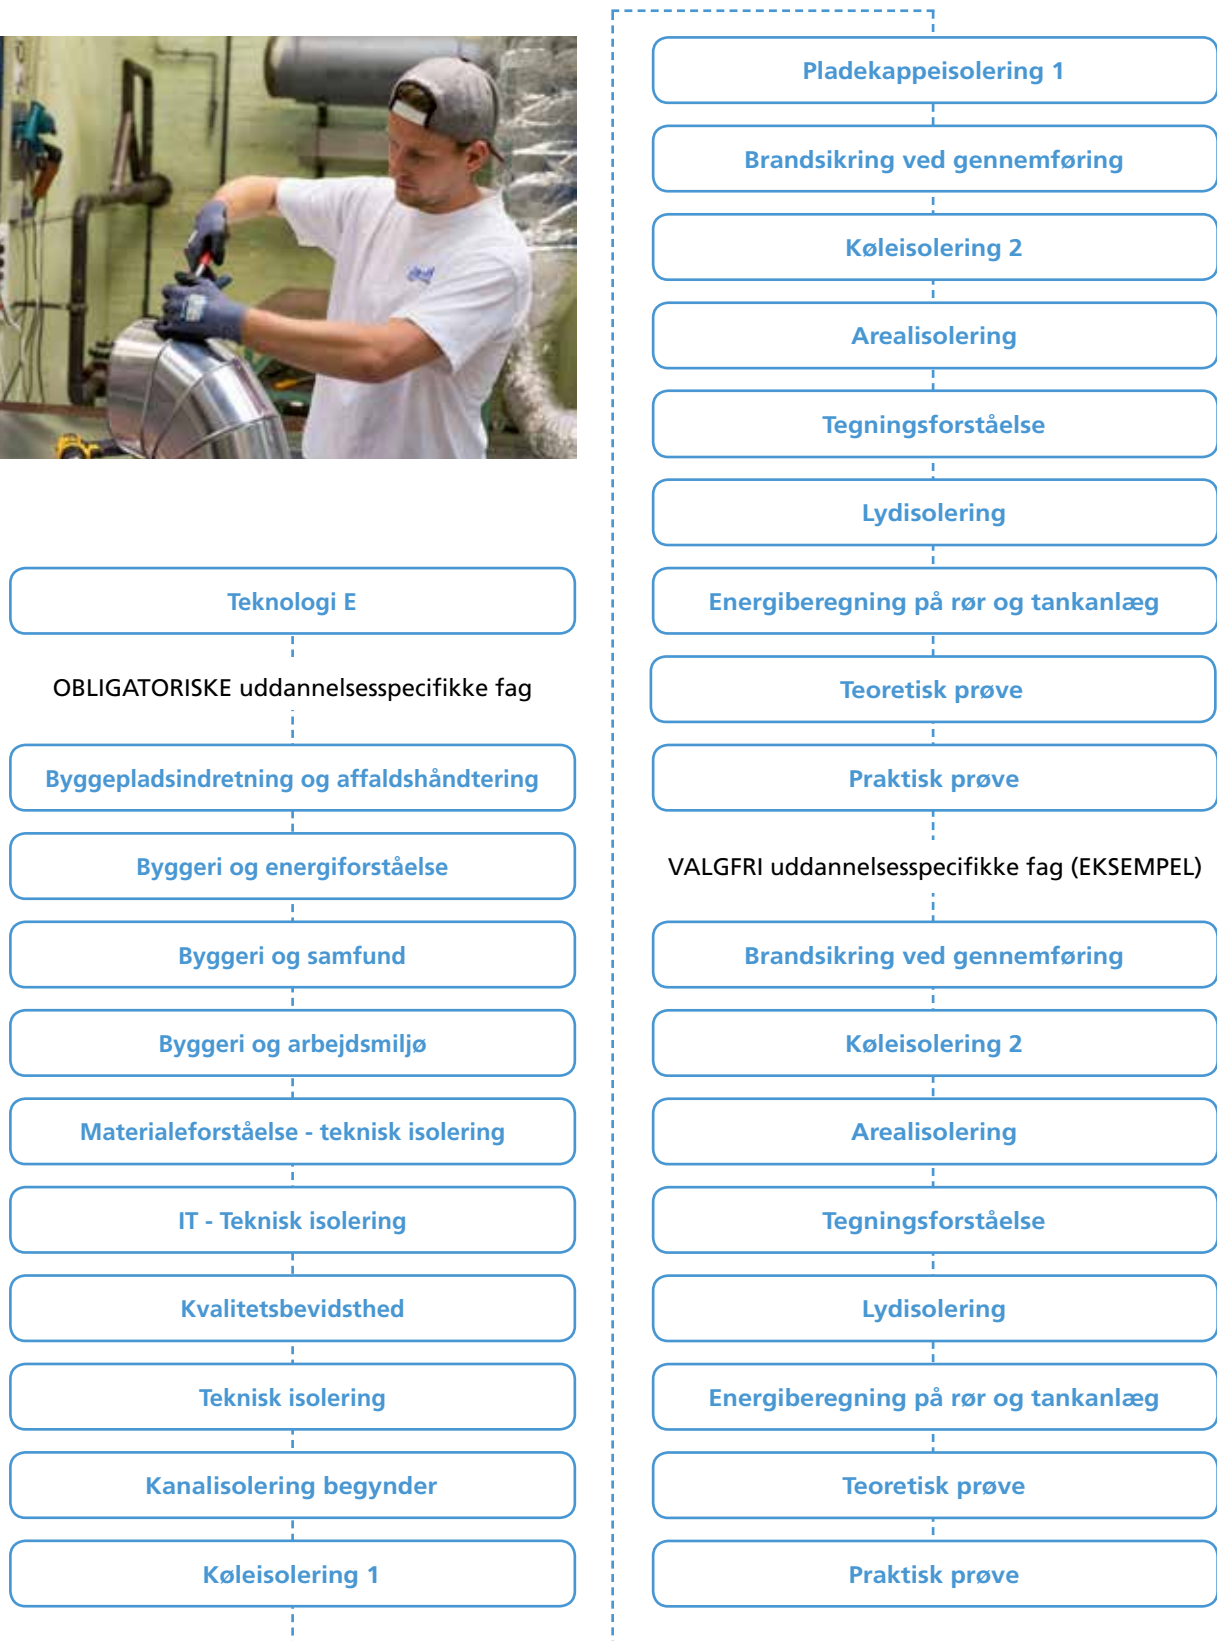 Teknologi E
OBLIGATORISKE uddannelsesspecifikke fag
Byggepladsindretning og affaldshåndtering
Byggeri og energiforståelse
Byggeri og samfund
Byggeri og arbejdsmiljø
Materialeforståelse - teknisk isolering
IT - Teknisk isolering
Kvalitetsbevidsthed
Teknisk isolering
Kanalisolering begynder
Køleisolering 1
Pladekappeisolering 1
Brandsikring ved gennemføring
Køleisolering 2
Arealisolering
Tegningsforståelse
Lydisolering
Energiberegning på rør og tankanlæg
Teoretisk prøve
Praktisk prøve
VALGFRI uddannelsesspecifikke fag (EKSEMPEL)
Brandsikring ved gennemføring
Køleisolering 2
Arealisolering
Tegningsforståelse
Lydisolering
Energiberegning på rør og tankanlæg
Teoretisk prøve
Praktisk prøve